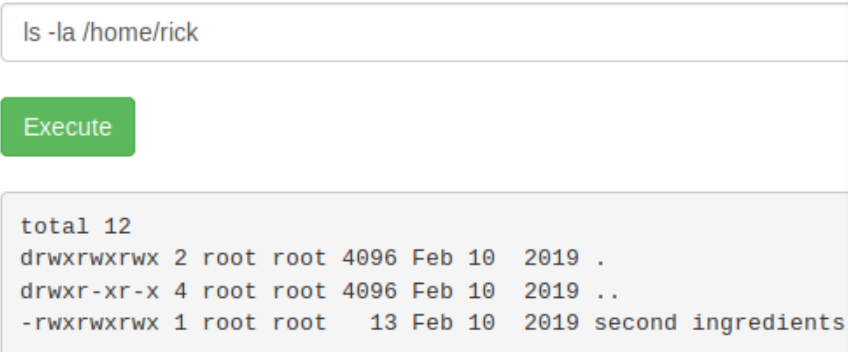 ls -la /home/rick
Execute
total 12
drwxrwxrwx 2 root root 4096 Feb 10  2019 .
drwxr-xr-x 4 root root 4096 Feb 10  2019 ..
-rwxrwxrwx 1 root root   13 Feb 10  2019 second ingredients